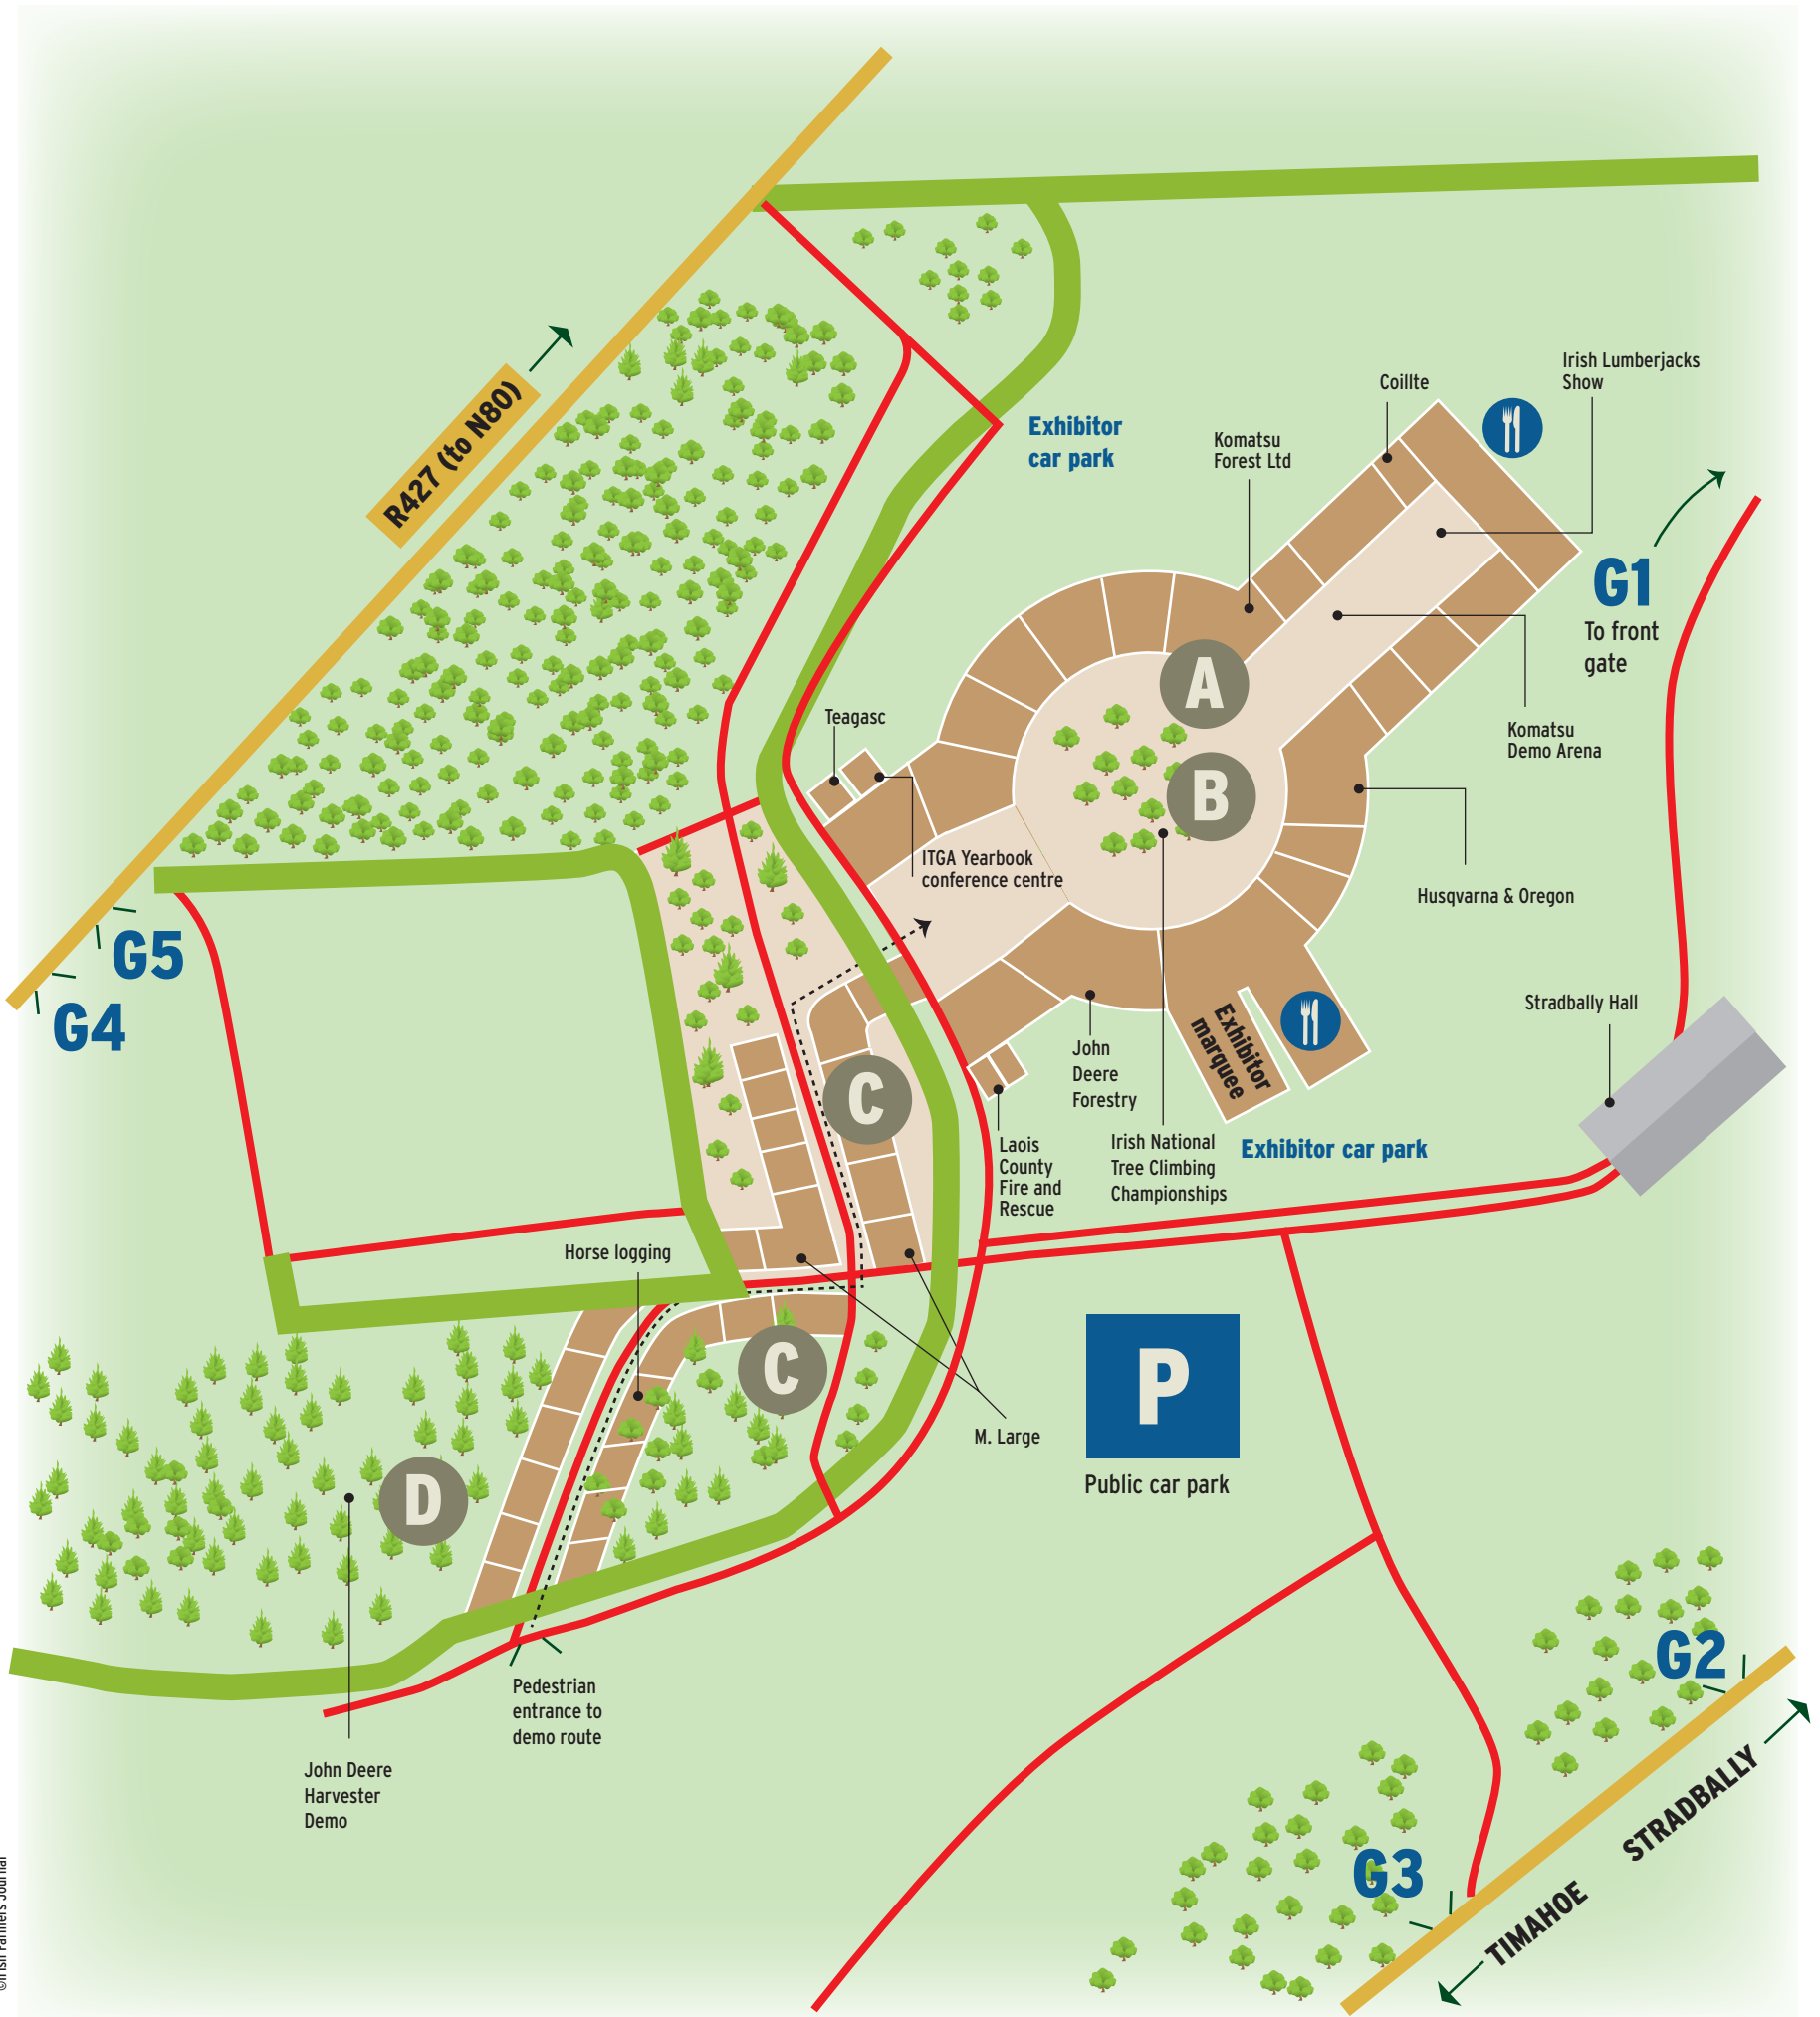 R427 (to N80)
Exhibitor
car park
Komatsu
Forest Ltd
Coillte
Irish Lumberjacks
Show
G1
To front
gate
Komatsu
Demo Arena
A
B
Teagasc
ITGA Yearbook
conference centre
Husqvarna & Oregon
G5
G4
Stradbally Hall
Exhibitor
marquee
John
Deere
Forestry
C
Laois
County
Fire and
Rescue
Irish National
Tree Climbing
Championships
Exhibitor car park
Horse logging
C
P
Public car park
M. Large
D
Pedestrian
entrance to
demo route
John Deere
Harvester
Demo
G2
G3
STRADBALLY
TIMAHOE
©Irish Farmers Journal